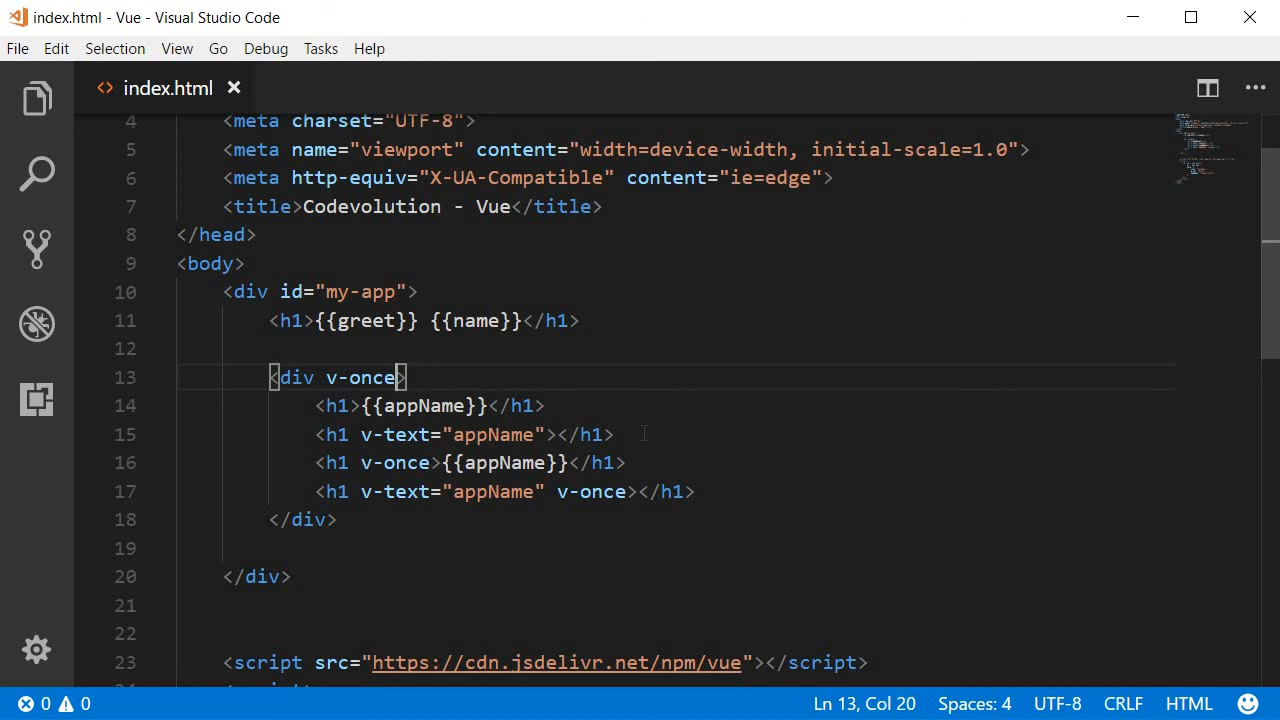 index.html - Vue - Visual Studio Code
File Edit Selection View Go Debug Tasks Help
<> index.html
4 <meta charset="UTF-8">
5 <meta name="viewport" content="width=device-width, initial-scale=1.0">
6 <meta http-equiv="X-UA-Compatible" content="ie=edge">
7 <title>Codevolution - Vue</title>
8 </head>
9 <body>
10 <div id="my-app">
11 <h1>{{greet}} {{name}}</h1>
12
13 <div v-once>
14 <h1>{{appName}}</h1>
15 <h1 v-text="appName"></h1>
16 <h1 v-once>{{appName}}</h1>
17 <h1 v-text="appName" v-once></h1>
18 </div>
19
20 </div>
21
22
23 <script src="https://cdn.jsdelivr.net/npm/vue"></script>
0 0 Ln 13, Col 20 Spaces: 4 UTF-8 CRLF HTML